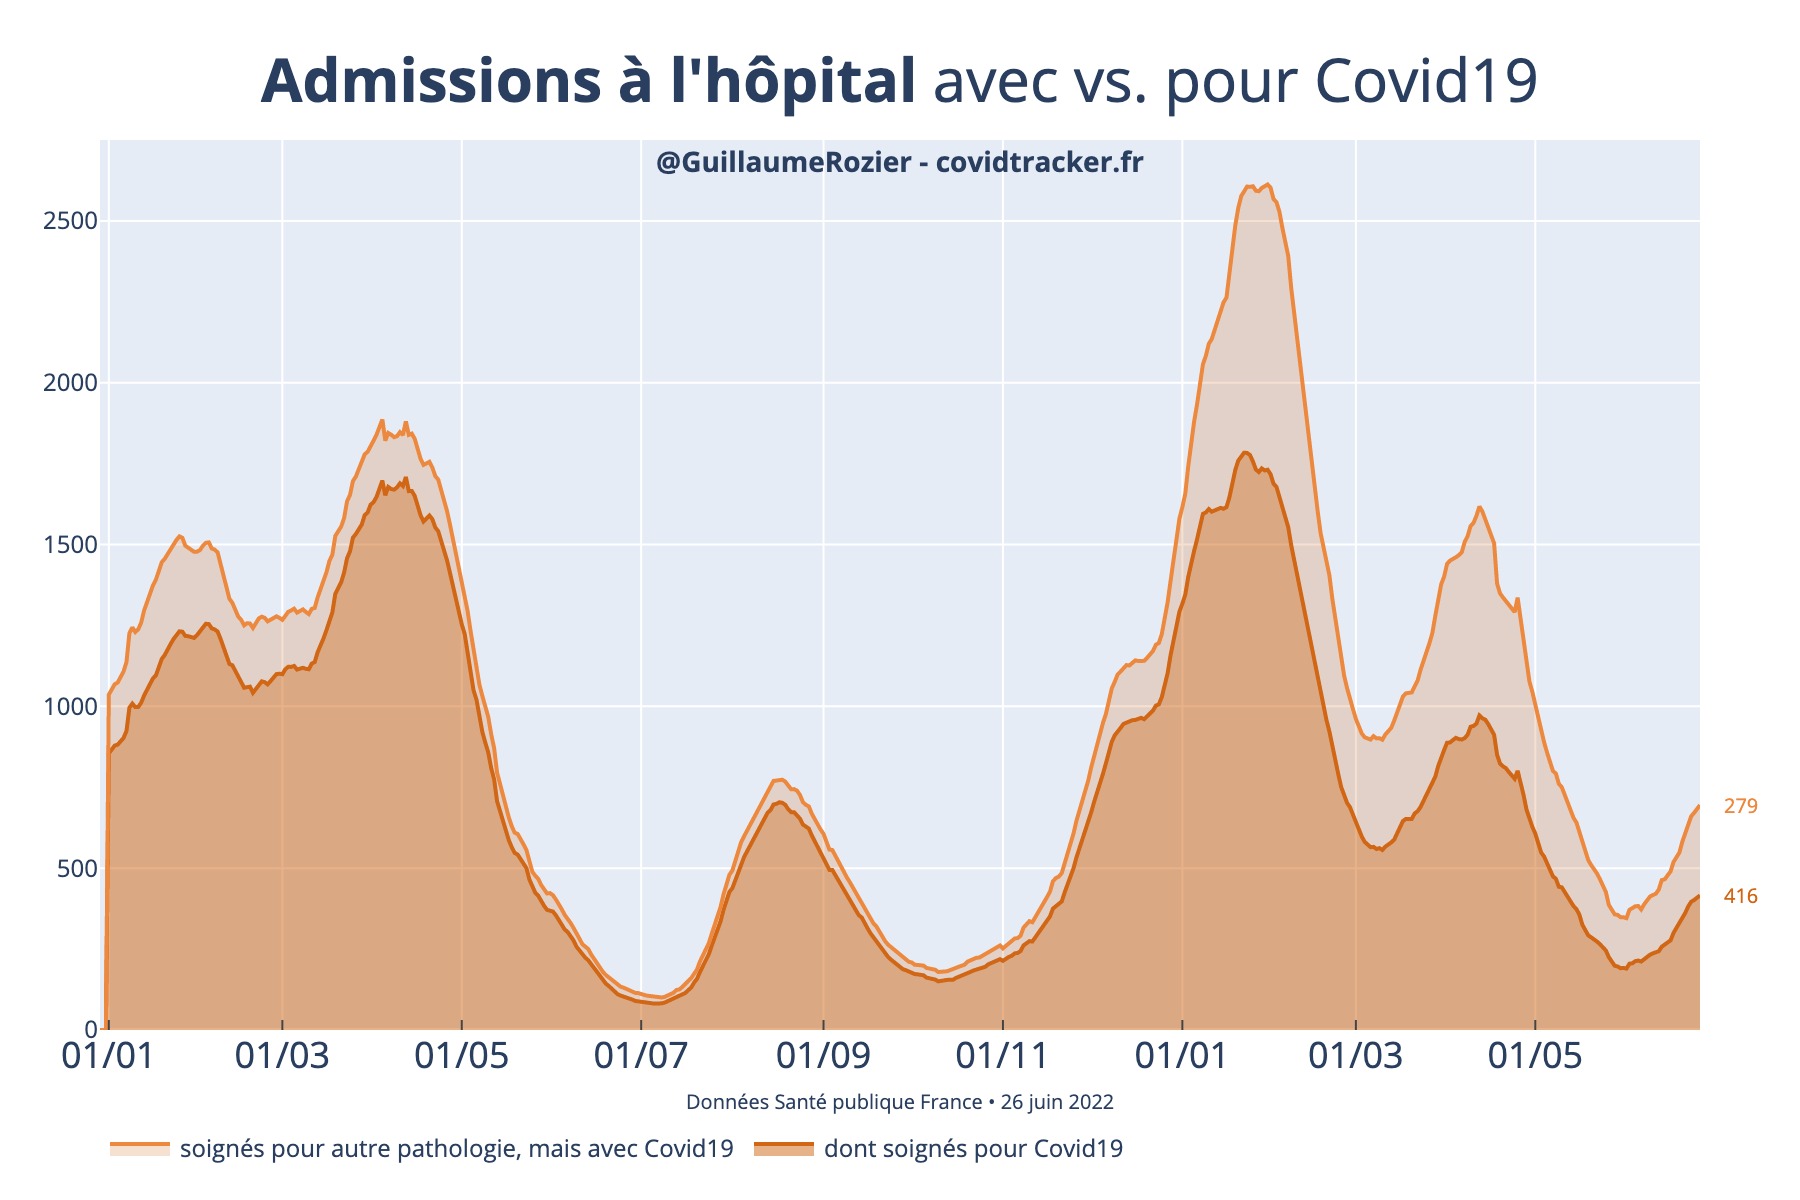 Admissions à l'hôpital avec vs. pour Covid19
@GuillaumeRozier - covidtracker.fr
2500
2000
1500
1000
500
0
279
416
01/01 01/03 01/05 01/07 01/09 01/11 01/01 01/03 01/05
Données Santé publique France • 26 juin 2022
soignés pour autre pathologie, mais avec Covid19 dont soignés pour Covid19